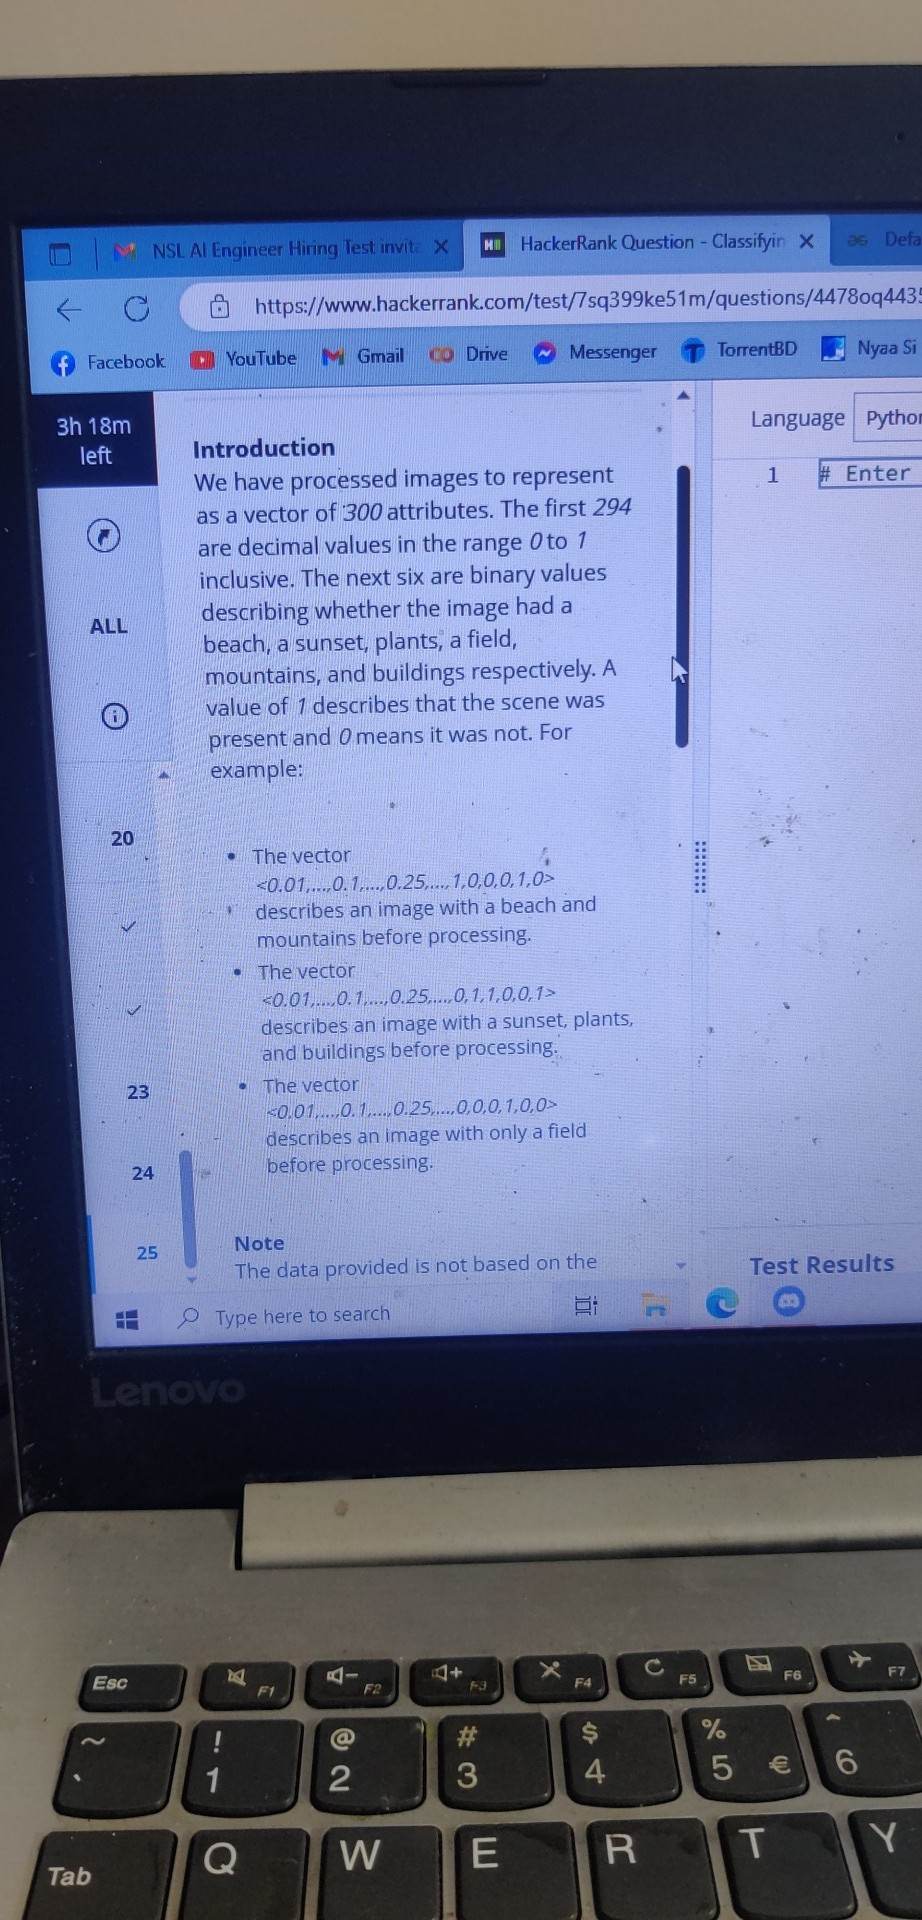 NSL AI Engineer Hiring Test invit
HackerRank Question - Classifyin
Defa
https://www.hackerrank.com/test/7sq399ke51m/questions/4478oq443
Facebook
YouTube
Gmail
Drive
Messenger
TorrentBD
Nyaa Si
3h 18m
left
ALL
20
23
24
25
Introduction
We have processed images to represent
as a vector of 300 attributes. The first 294
are decimal values in the range 0 to 1
inclusive. The next six are binary values
describing whether the image had a
beach, a sunset, plants, a field,
mountains, and buildings respectively. A
value of 1 describes that the scene was
present and 0 means it was not. For
example:
• The vector
<0.01,...,0.1,...,0.25,...,1,0,0,0,1,0>
describes an image with a beach and
mountains before processing.
• The vector
<0.01,...,0.1,...,0.25,...,0,1,1,0,0,1>
describes an image with a sunset, plants,
and buildings before processing.
• The vector
<0.01,...,0.1,...,0.25,...,0,0,0,1,0,0>
describes an image with only a field
before processing.
Note
The data provided is not based on the
Language
Python
1
# Enter
Test Results
Type here to search
Lenovo
Esc
F1
F2
F3
F4
F5
F6
F7
~ `
! 1
@ 2
# 3
$ 4
% 5 €
^ 6
Tab
Q
W
E
R
T
Y